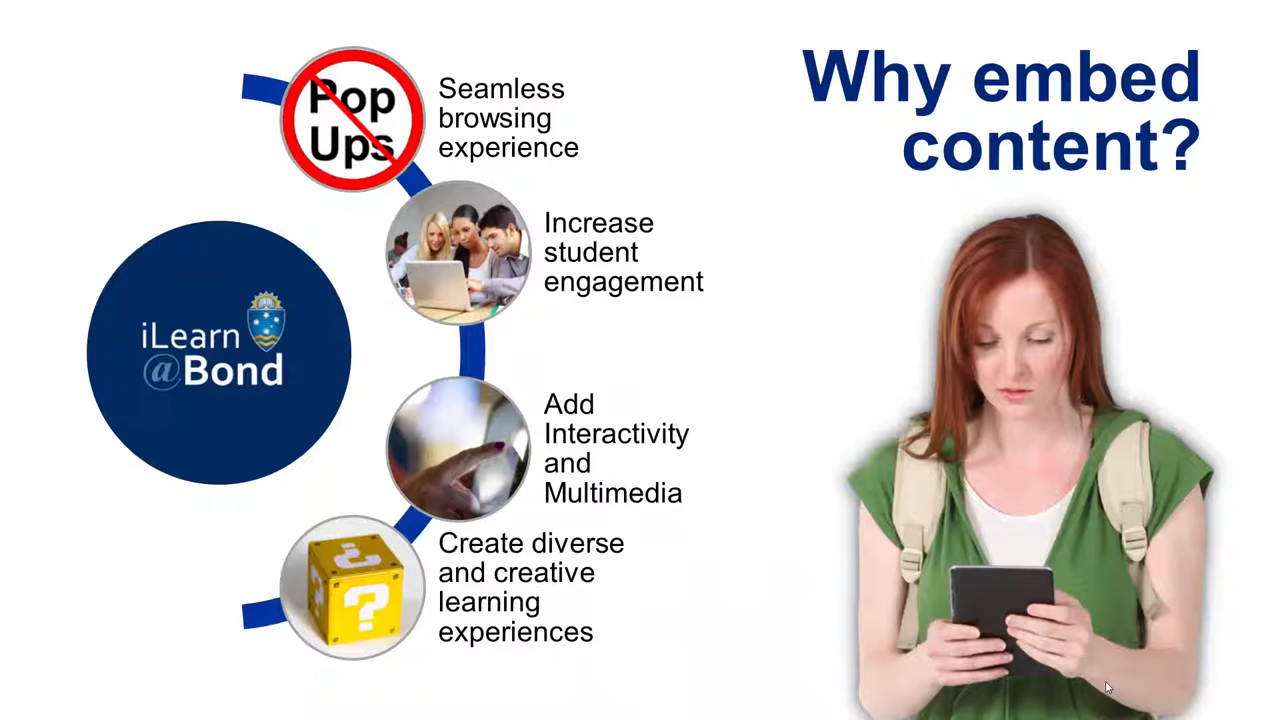 Why embed
content?
Pop
Ups
Seamless
browsing
experience
Increase
student
engagement
iLearn
@Bond
Add
Interactivity
and
Multimedia
Create diverse
and creative
learning
experiences